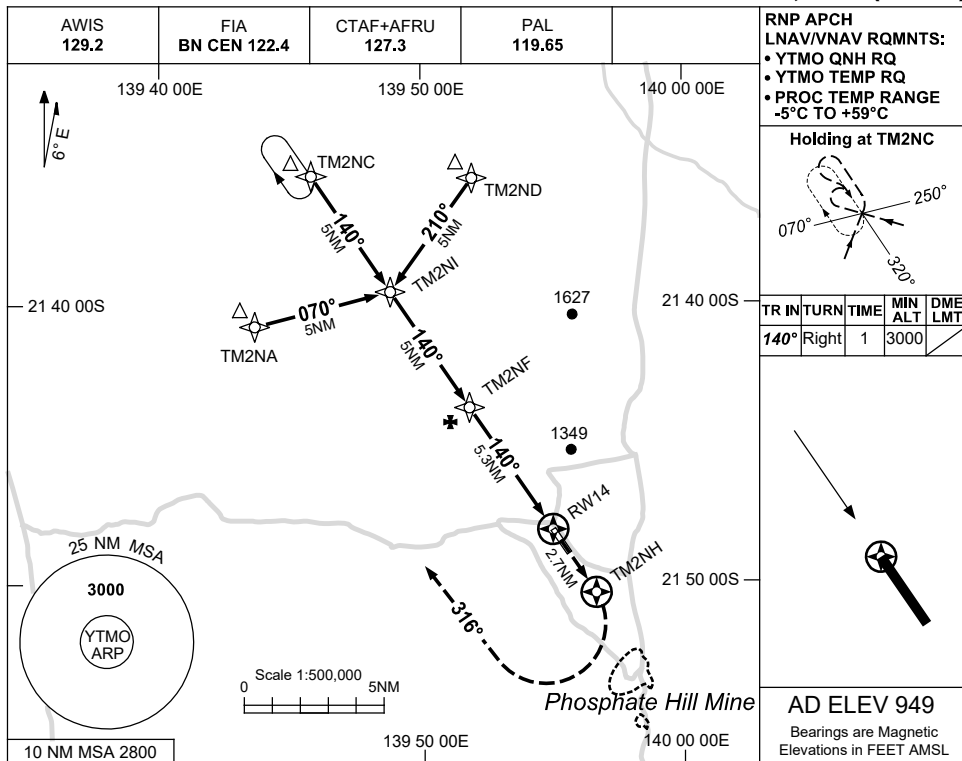 AWIS
129.2
FIA
BN CEN 122.4
CTAF+AFRU
127.3
PAL
119.65
RNP APCH
LNAV/VNAV RQMNTS:
• YTMO QNH RQ
• YTMO TEMP RQ
• PROC TEMP RANGE
-5°C TO +59°C
139 40 00E
139 50 00E
140 00 00E
6° E
TM2NC
TM2ND
140°
5NM
210°
5NM
TM2NI
Holding at TM2NC
250°
070°
320°
21 40 00S
070°
5NM
TM2NA
1627
21 40 00S
TR IN TURN TIME MIN ALT DME LMT
140° Right 1 3000
140°
5NM
TM2NF
1349
140°
5.3NM
RW14
2.7NM
TM2NH
25 NM MSA
3000
YTMO
ARP
21 50 00S
316°
Scale 1:500,000
0 5NM
Phosphate Hill Mine
AD ELEV 949
Bearings are Magnetic
Elevations in FEET AMSL
10 NM MSA 2800
139 50 00E
140 00 00E